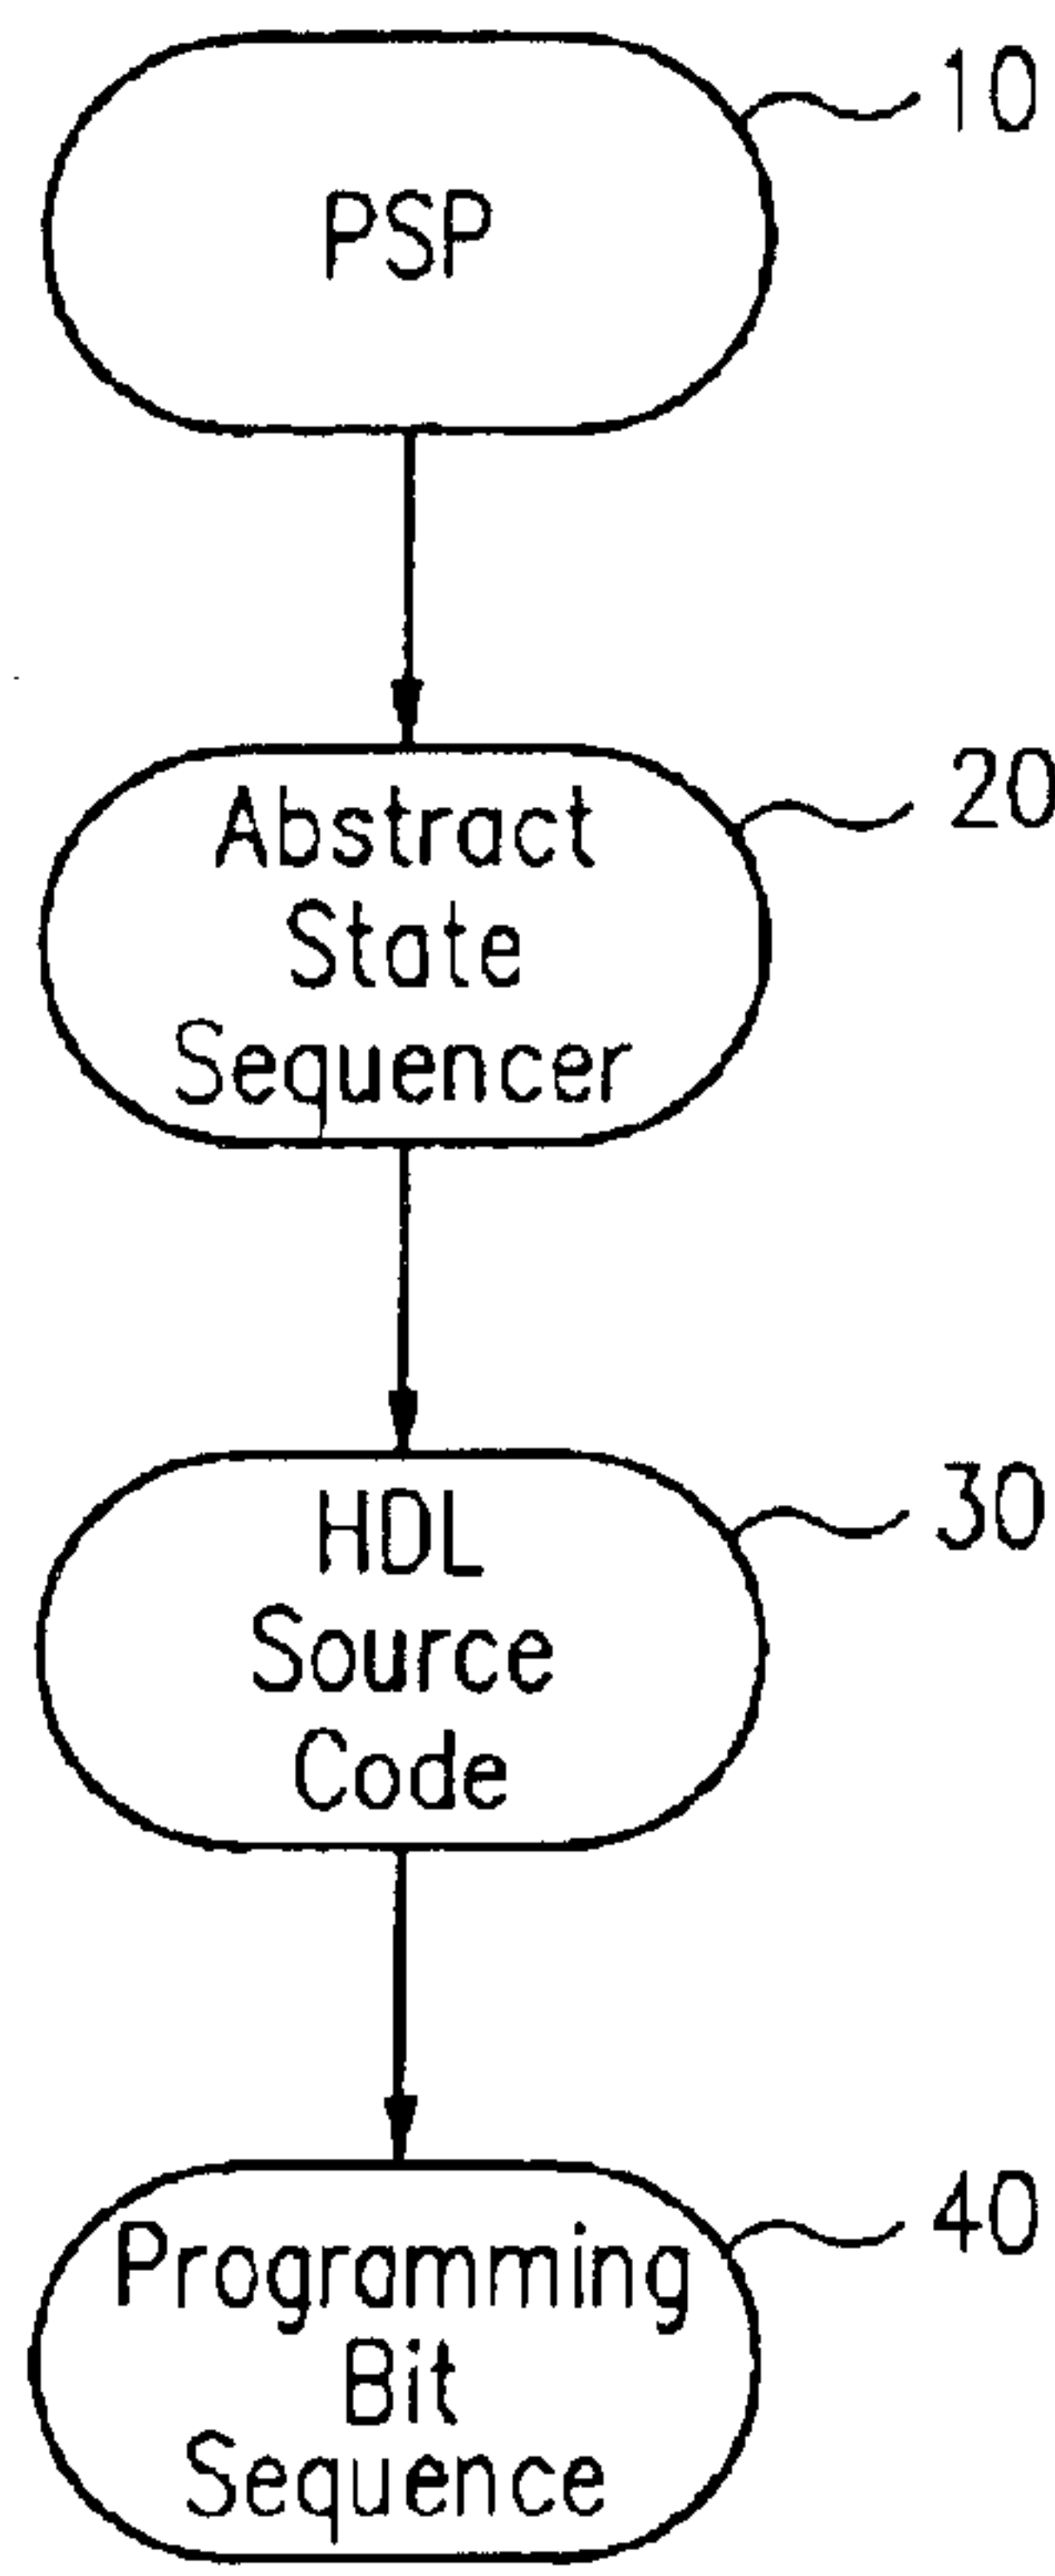 10
PSP
20
Abstract
State
Sequencer
30
HDL
Source
Code
40
Programming
Bit
Sequence